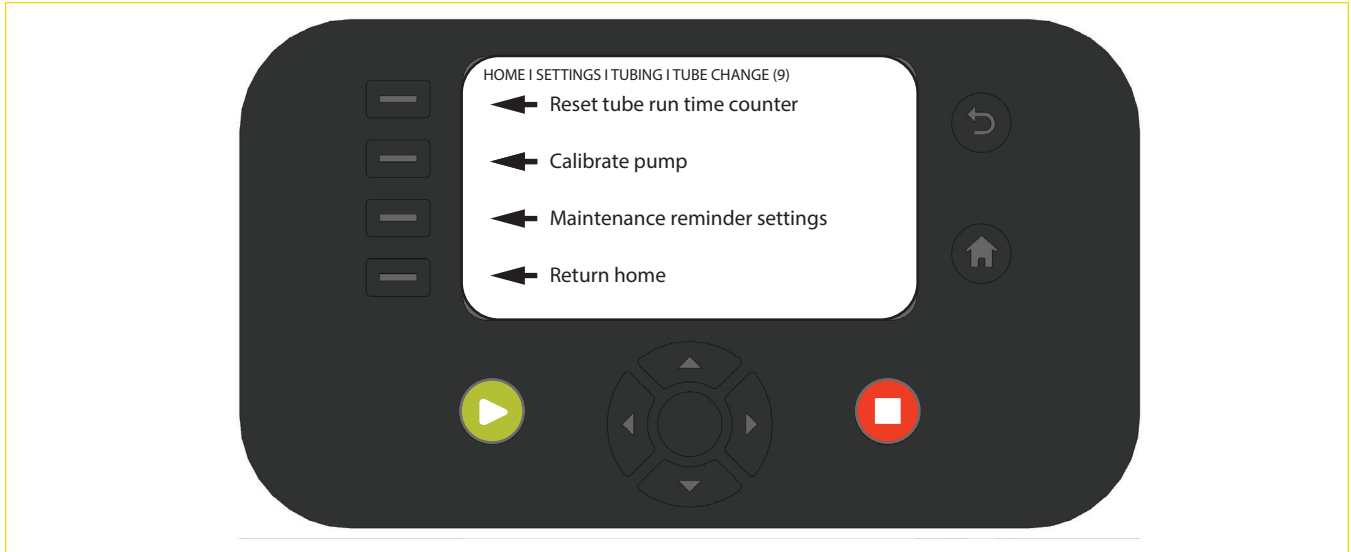 HOME I SETTINGS I TUBING I TUBE CHANGE (9)
Reset tube run time counter
Calibrate pump
Maintenance reminder settings
Return home